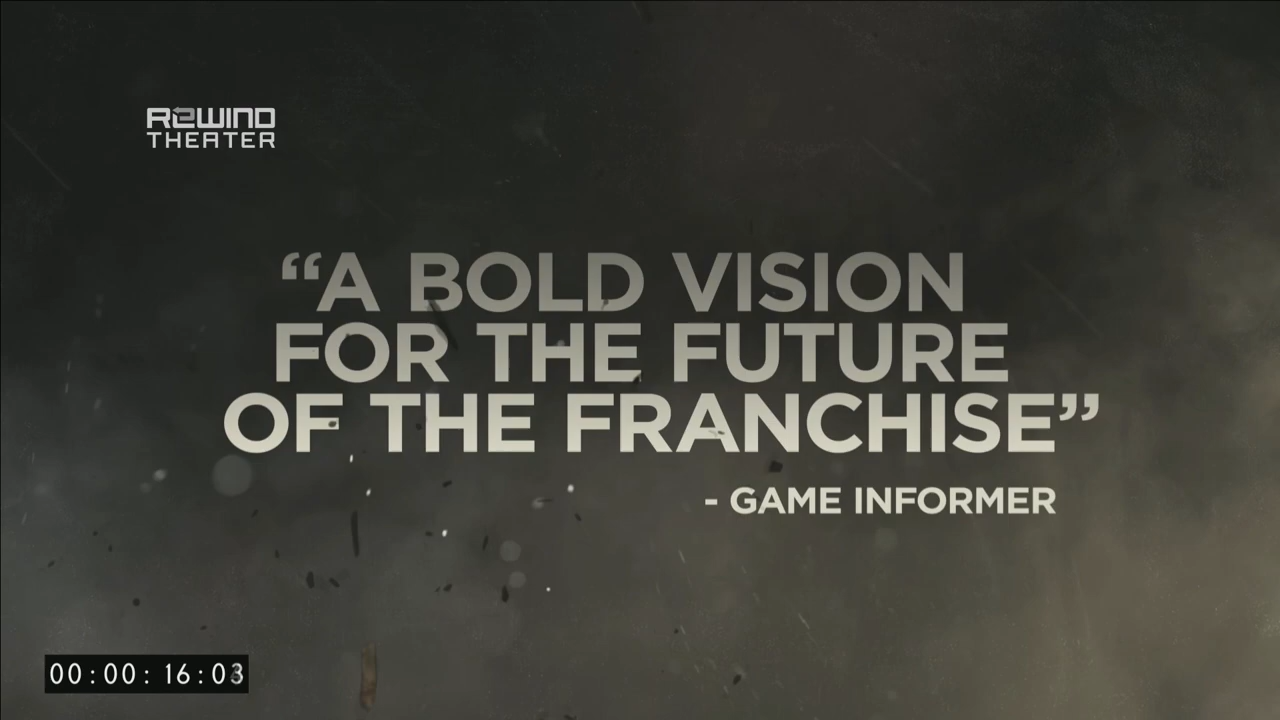 REWIND
THEATER
“A BOLD VISION
FOR THE FUTURE
OF THE FRANCHISE”
- GAME INFORMER
00:00:16:03